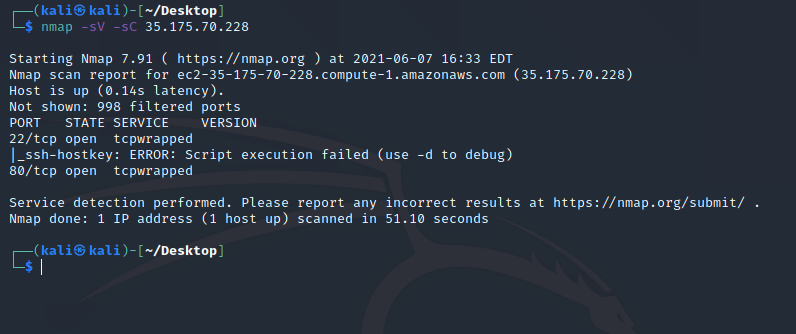 ┌──(kali㉿kali)-[~/Desktop]
└─$ nmap -sV -sC 35.175.70.228
Starting Nmap 7.91 ( https://nmap.org ) at 2021-06-07 16:33 EDT
Nmap scan report for ec2-35-175-70-228.compute-1.amazonaws.com (35.175.70.228)
Host is up (0.14s latency).
Not shown: 998 filtered ports
PORT   STATE SERVICE    VERSION
22/tcp open  tcpwrapped
|_ssh-hostkey: ERROR: Script execution failed (use -d to debug)
80/tcp open  tcpwrapped
Service detection performed. Please report any incorrect results at https://nmap.org/submit/ .
Nmap done: 1 IP address (1 host up) scanned in 51.10 seconds
┌──(kali㉿kali)-[~/Desktop]
└─$